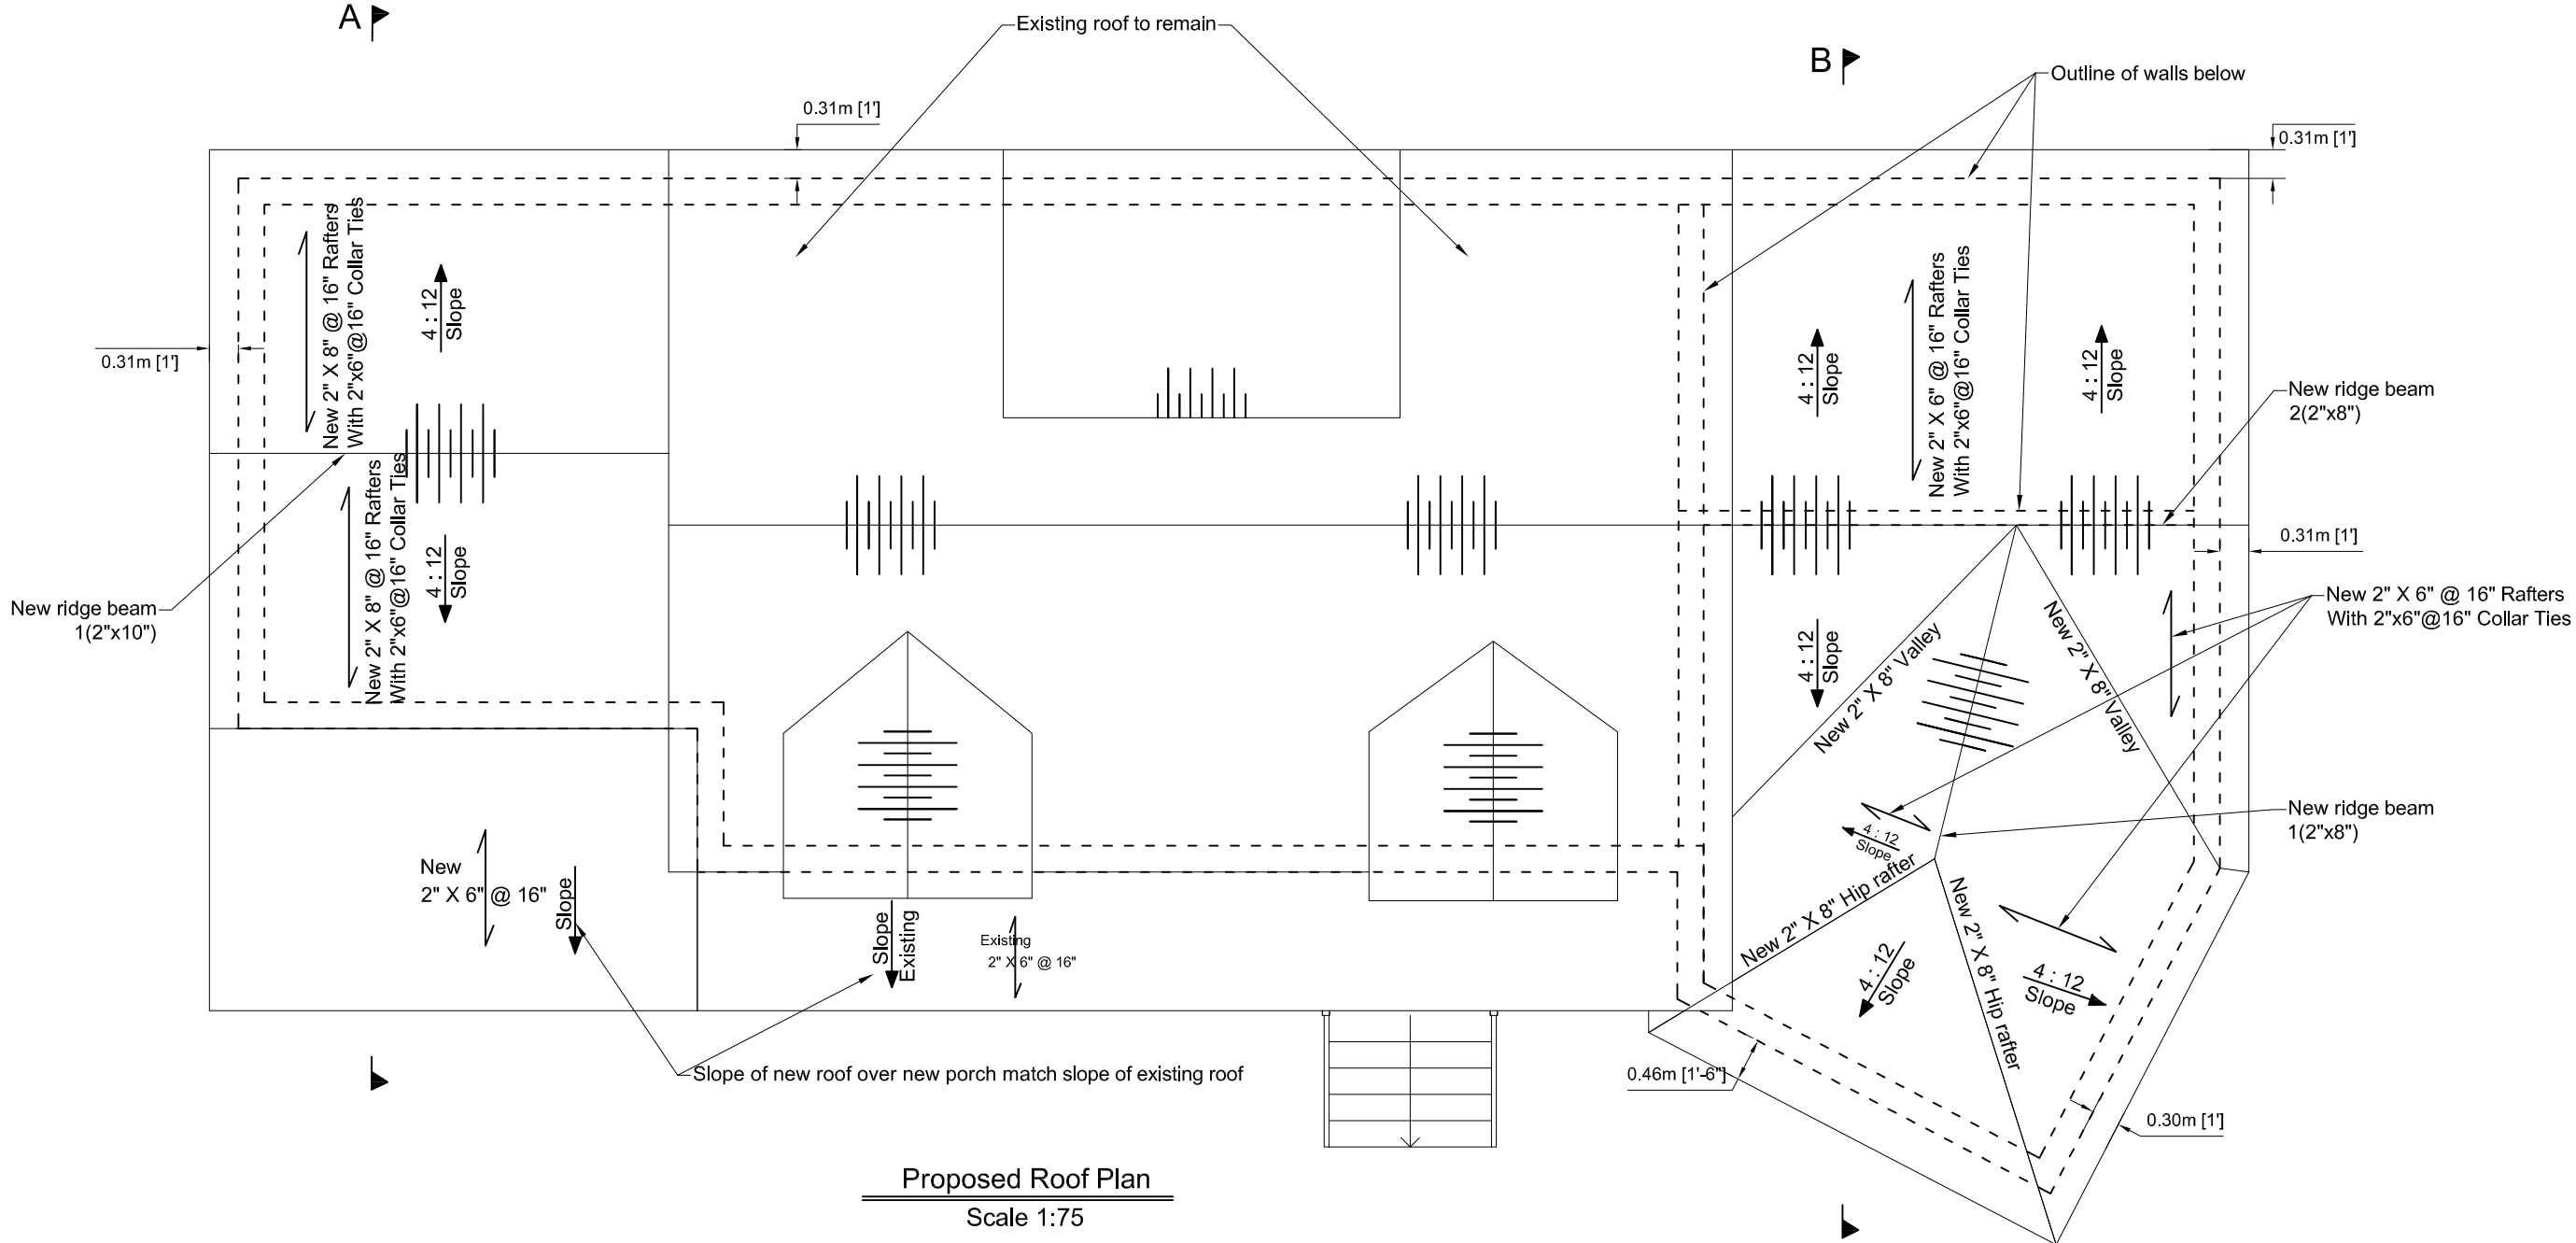 A
Existing roof to remain
B
Outline of walls below
0.31m [1']
0.31m [1']
New 2" X 8" @ 16" Rafters
With 2"x6"@16" Collar Ties
4 : 12
Slope
0.31m [1']
New 2" X 6" @ 16" Rafters
With 2"x6"@16" Collar Ties
4 : 12
Slope
4 : 12
Slope
New ridge beam
2(2"x8")
New 2" X 8" @ 16" Rafters
With 2"x6"@16" Collar Ties
4 : 12
Slope
0.31m [1']
New ridge beam
1(2"x10")
New 2" X 6" @ 16" Rafters
With 2"x6"@16" Collar Ties
4 : 12
Slope
New 2" X 8" Valley
New 2" X 8" Valley
New ridge beam
1(2"x8")
4 : 12
Slope
New
2" X 6" @ 16"
Slope
Slope
Existing
Existing
2" X 6" @ 16"
New 2" X 8" Hip rafter
New 2" X 8" Hip rafter
4 : 12
Slope
4 : 12
Slope
Slope of new roof over new porch match slope of existing roof
0.46m [1'-6"]
0.30m [1']
Proposed Roof Plan
Scale 1:75